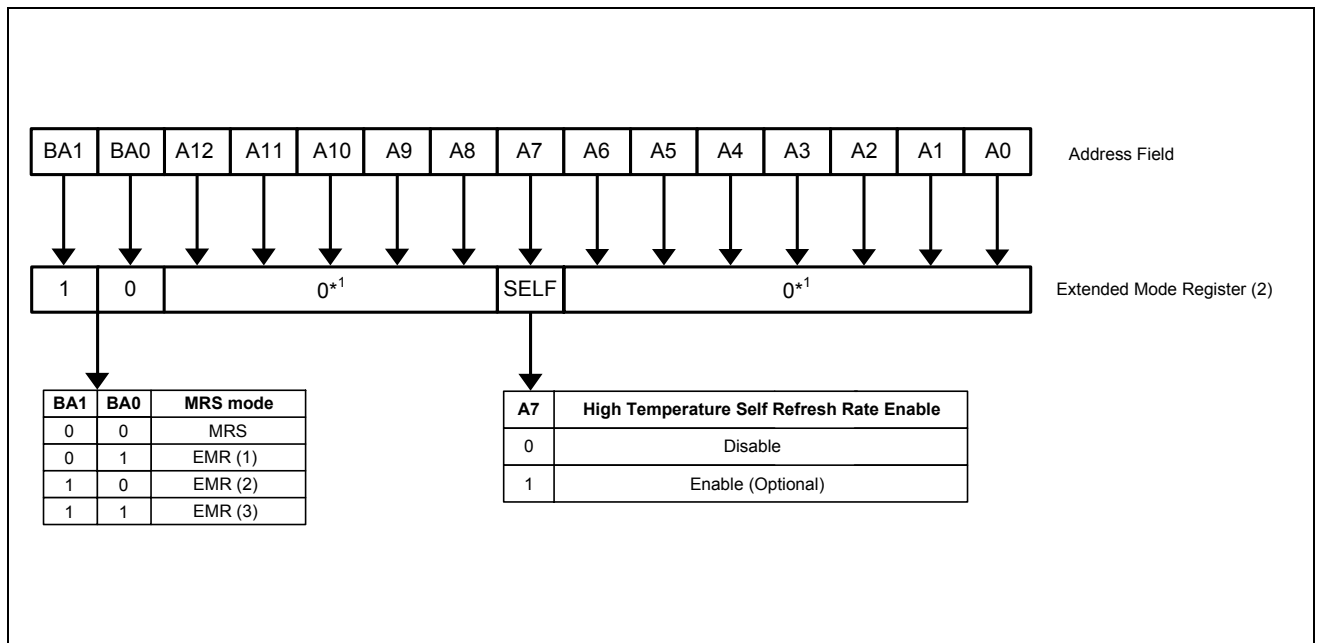 BA1 BA0 A12 A11 A10 A9 A8 A7 A6 A5 A4 A3 A2 A1 A0 Address Field
1 0 0*1 SELF 0*1 Extended Mode Register (2)
BA1 BA0 MRS mode
0 0 MRS
0 1 EMR (1)
1 0 EMR (2)
1 1 EMR (3)
A7 High Temperature Self Refresh Rate Enable
0 Disable
1 Enable (Optional)